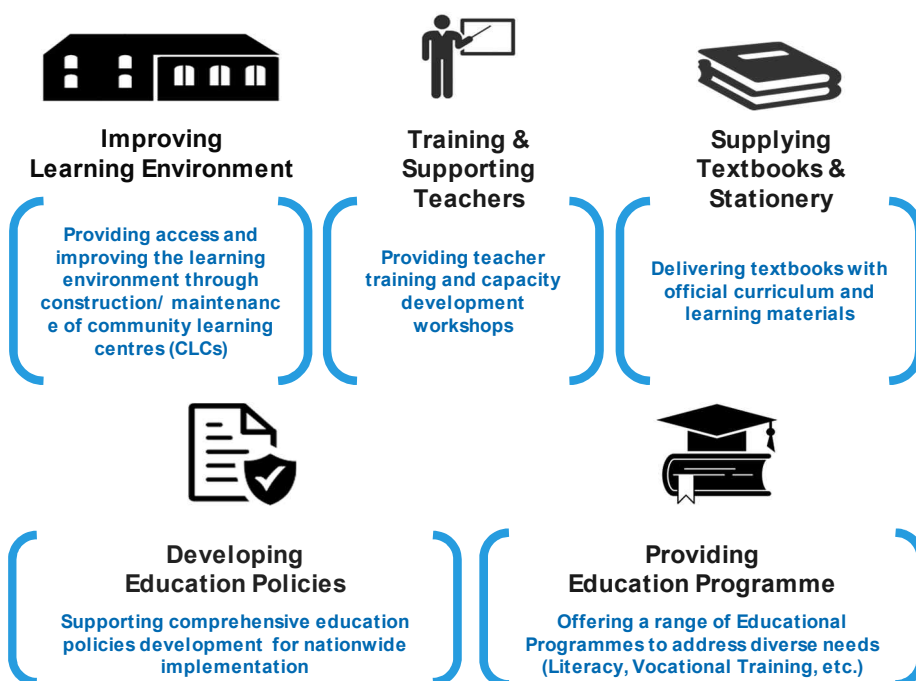 Improving
Learning Environment
Providing access and
improving the learning
environment through
construction/ maintenanc
e of community learning
centres (CLCs)
Training &
Supporting
Teachers
Providing teacher
training and capacity
development
workshops
Supplying
Textbooks &
Stationery
Delivering textbooks with
official curriculum and
learning materials
Developing
Education Policies
Supporting comprehensive education
policies development for nationwide
implementation
Providing
Education Programme
Offering a range of Educational
Programmes to address diverse needs
(Literacy, Vocational Training, etc.)